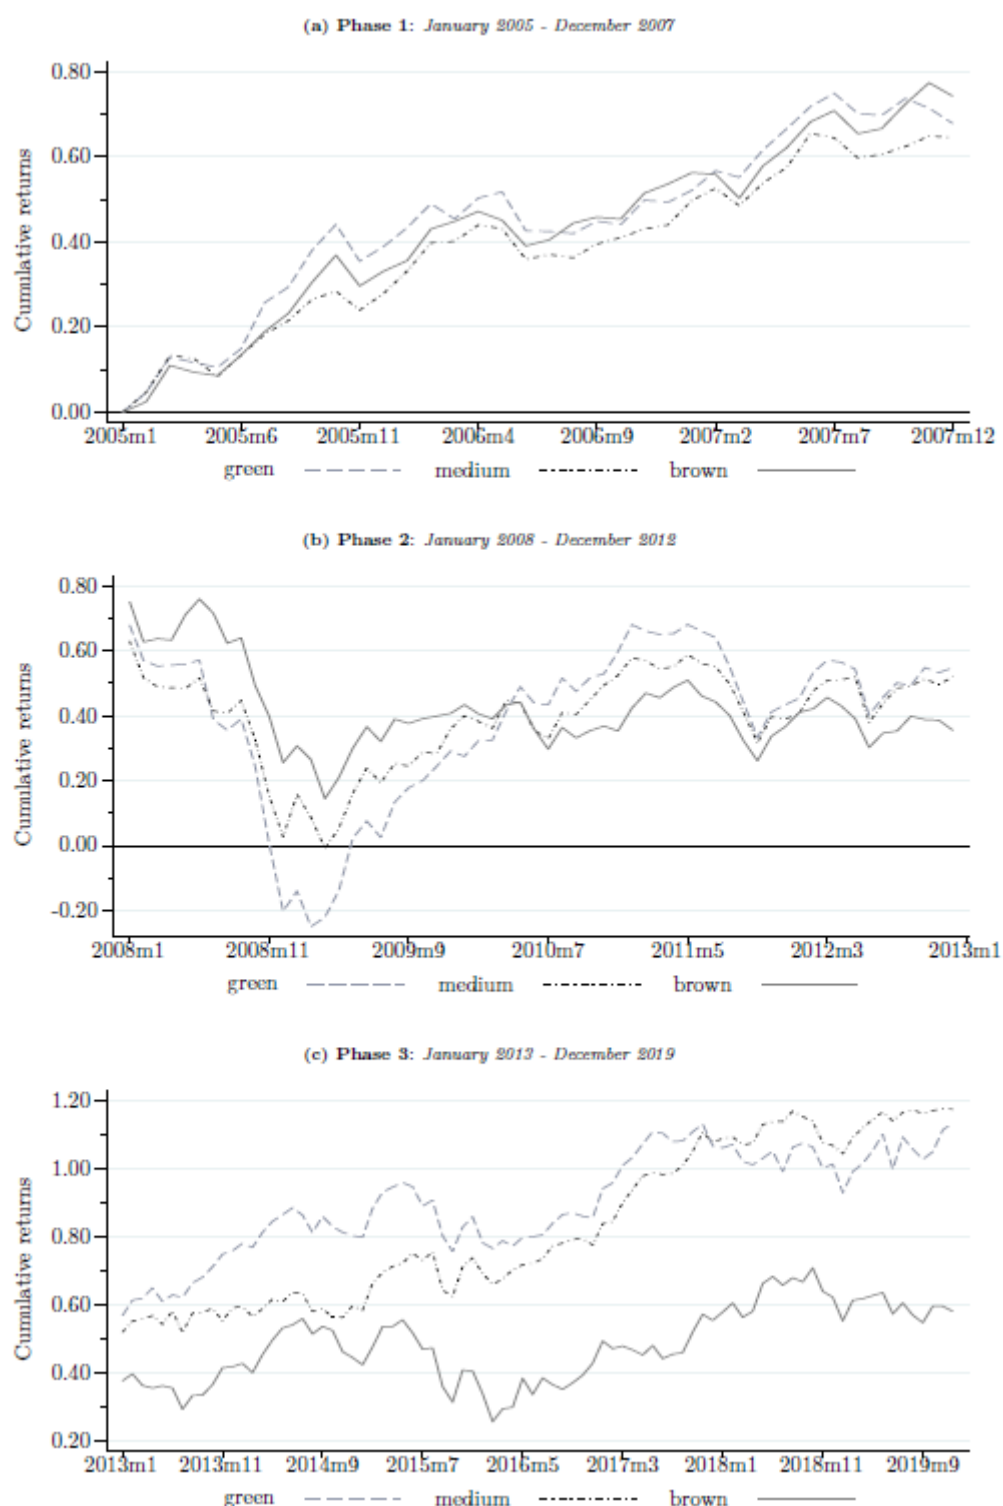 (a) Phase 1: January 2005 - December 2007
Cumulative returns
0.80
0.60
0.40
0.20
0.00
2005m1 2005m6 2005m11 2006m4 2006m9 2007m2 2007m7 2007m12
green medium brown
(b) Phase 2: January 2008 - December 2012
Cumulative returns
0.80
0.60
0.40
0.20
0.00
-0.20
2008m1 2008m11 2009m9 2010m7 2011m5 2012m3 2013m1
green medium brown
(c) Phase 3: January 2013 - December 2019
Cumulative returns
1.20
1.00
0.80
0.60
0.40
0.20
2013m1 2013m11 2014m9 2015m7 2016m5 2017m3 2018m1 2018m11 2019m9
green medium brown